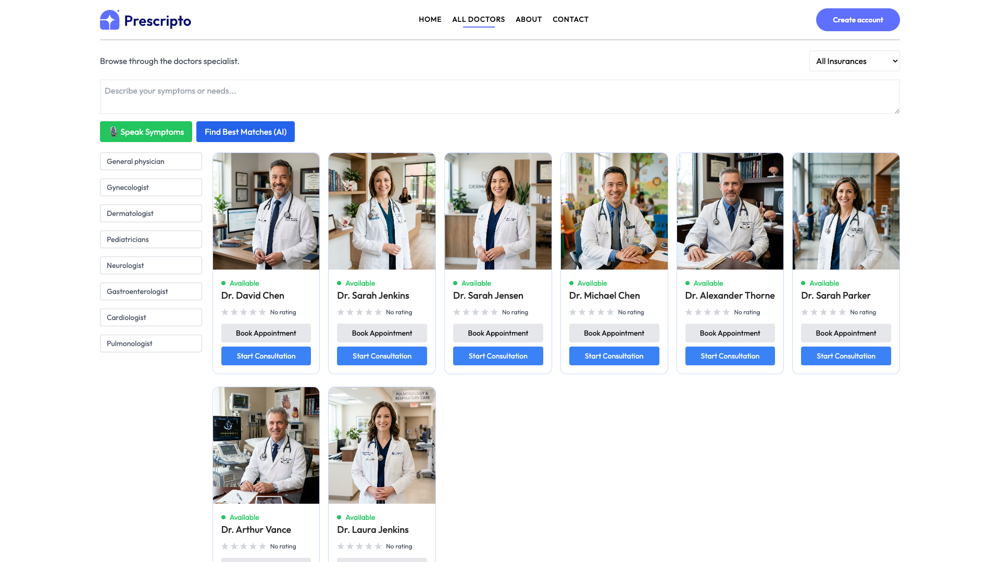 Prescripto
HOME
ALL DOCTORS
ABOUT
CONTACT
Create account
Browse through the doctors specialist.
All Insurances
Describe your symptoms or needs...
Speak Symptoms
Find Best Matches (AI)
General physician
Gynecologist
Dermatologist
Pediatricians
Neurologist
Gastroenterologist
Cardiologist
Pulmonologist
Available
Dr. David Chen
No rating
Book Appointment
Start Consultation
Available
Dr. Sarah Jenkins
No rating
Book Appointment
Start Consultation
Available
Dr. Sarah Jensen
No rating
Book Appointment
Start Consultation
Available
Dr. Michael Chen
No rating
Book Appointment
Start Consultation
Available
Dr. Alexander Thorne
No rating
Book Appointment
Start Consultation
GASTROENTEROLOGY UNIT
Available
Dr. Sarah Parker
No rating
Book Appointment
Start Consultation
Available
Dr. Arthur Vance
No rating
PULMONOLOGY &
RESPIRATORY CARE
Available
Dr. Laura Jenkins
No rating